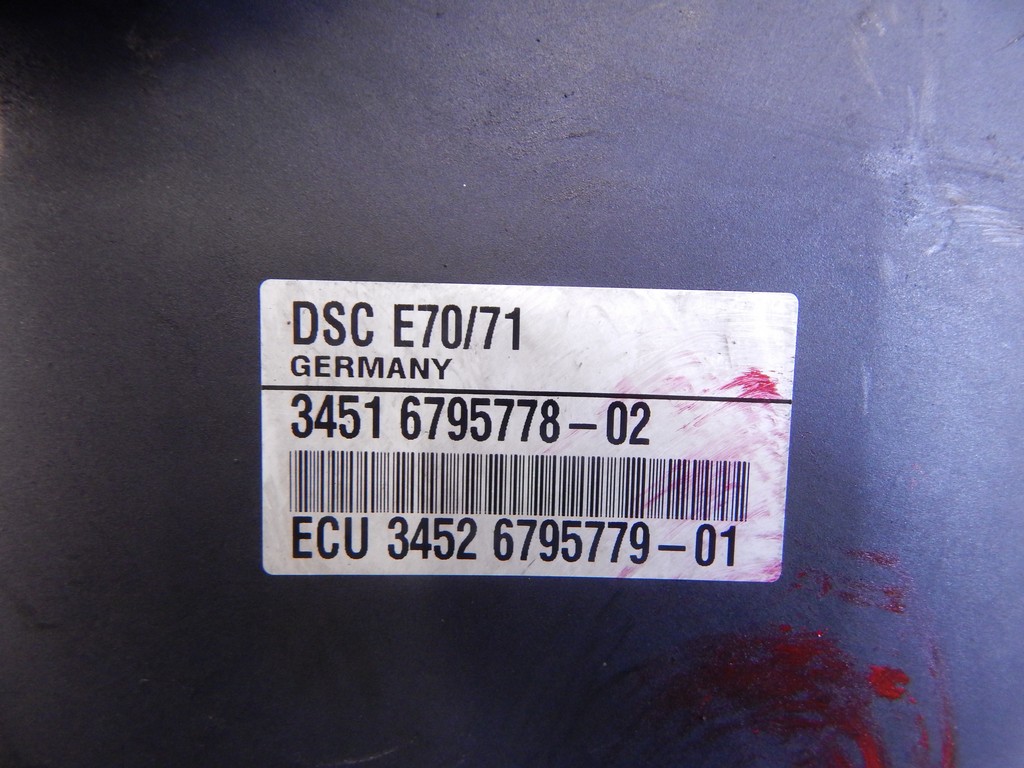 DSC E70/71
GERMANY
3451 6795778-02
ECU 3452 6795779-01